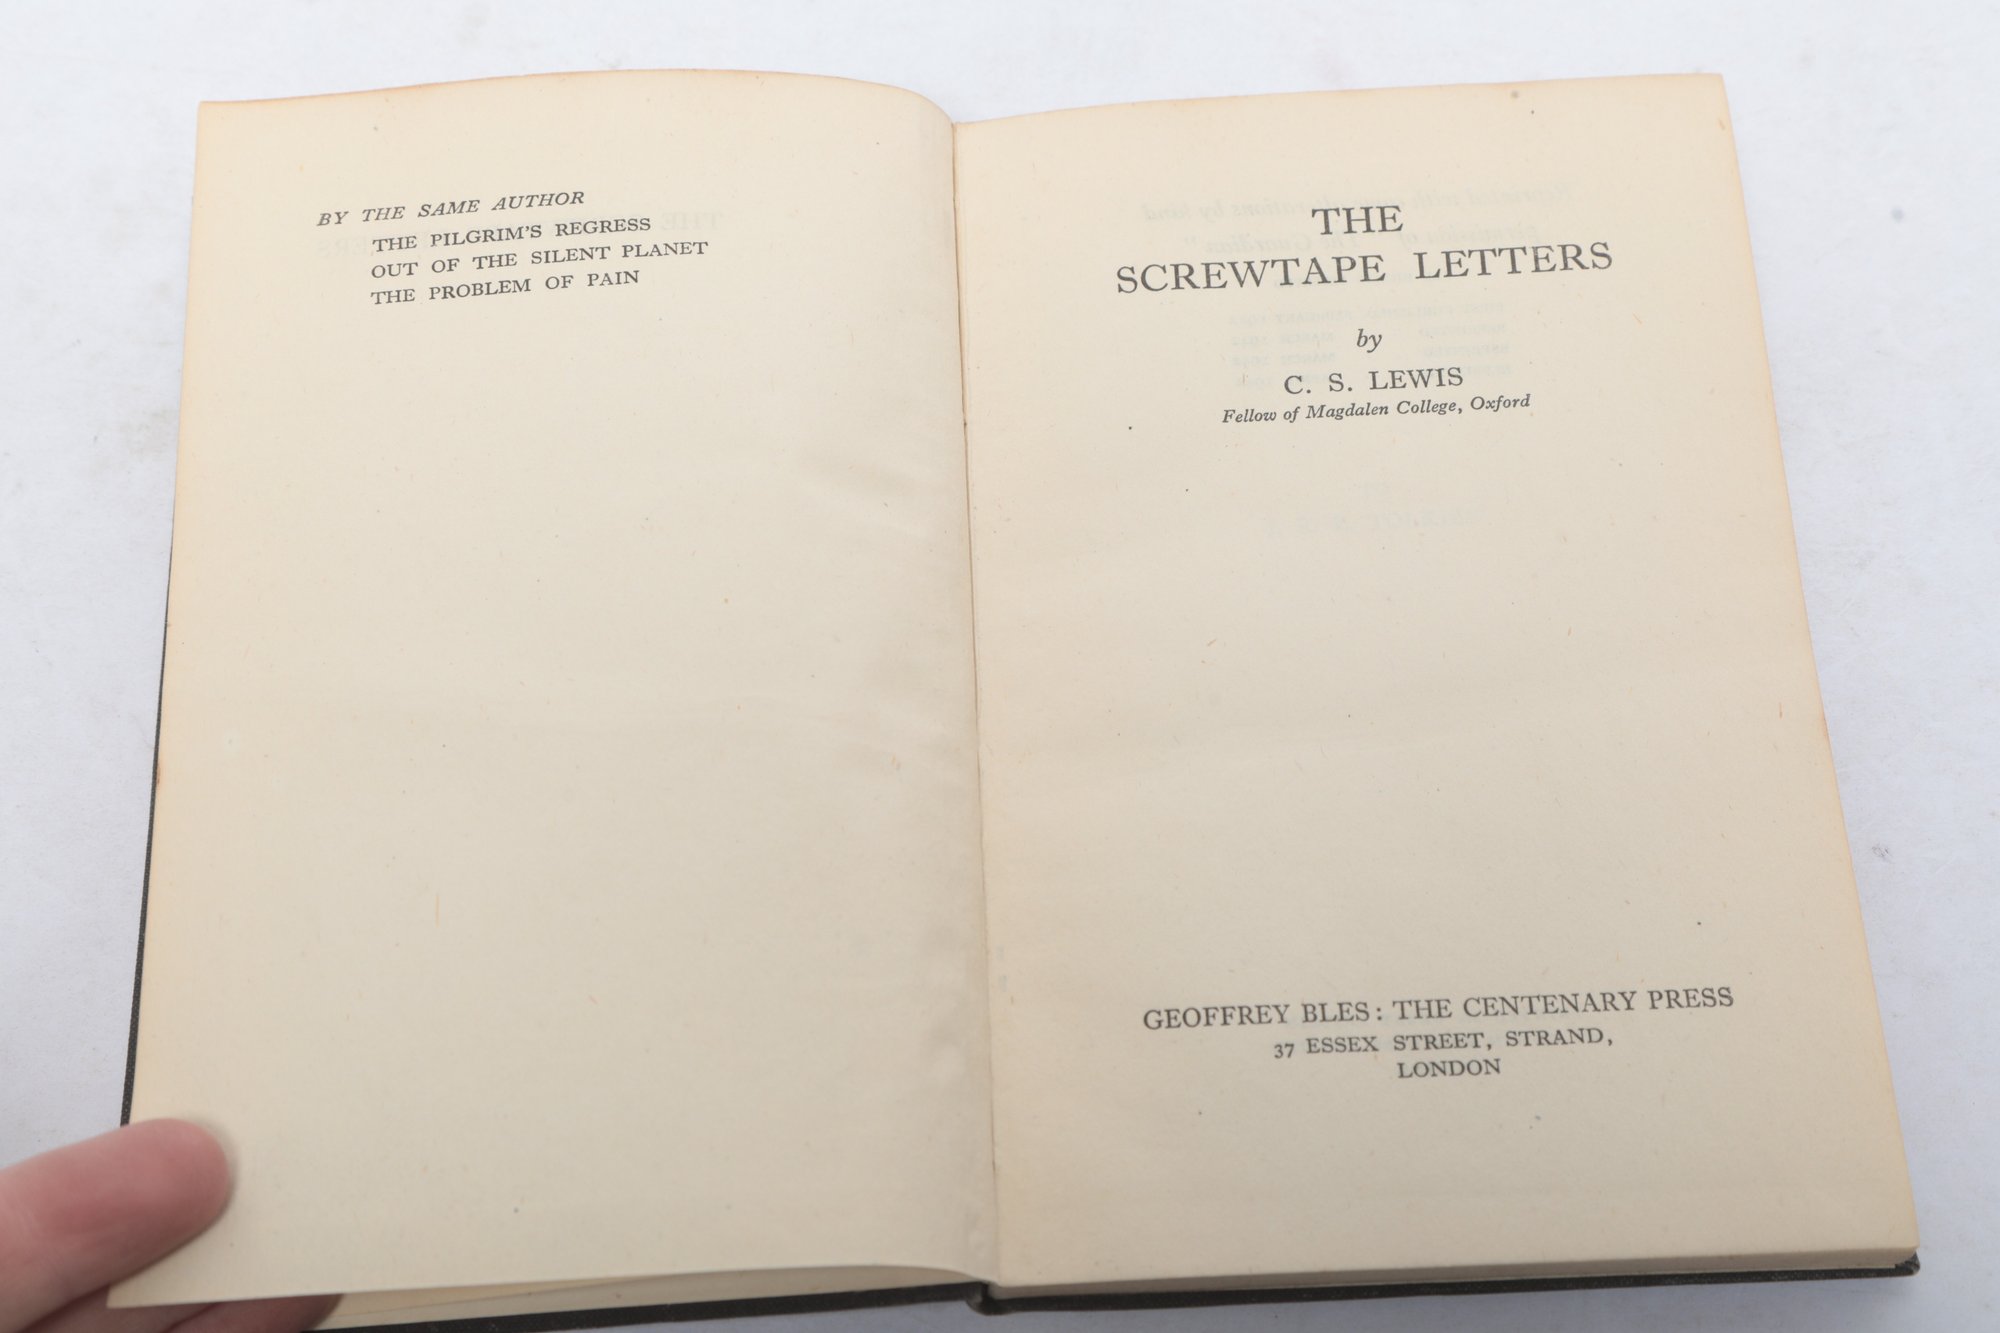 BY THE SAME AUTHOR
THE PILGRIM'S REGRESS
OUT OF THE SILENT PLANET
THE PROBLEM OF PAIN
THE
SCREWTAPE LETTERS
by
C. S. LEWIS
Fellow of Magdalen College, Oxford
GEOFFREY BLES: THE CENTENARY PRESS
37 ESSEX STREET, STRAND,
LONDON